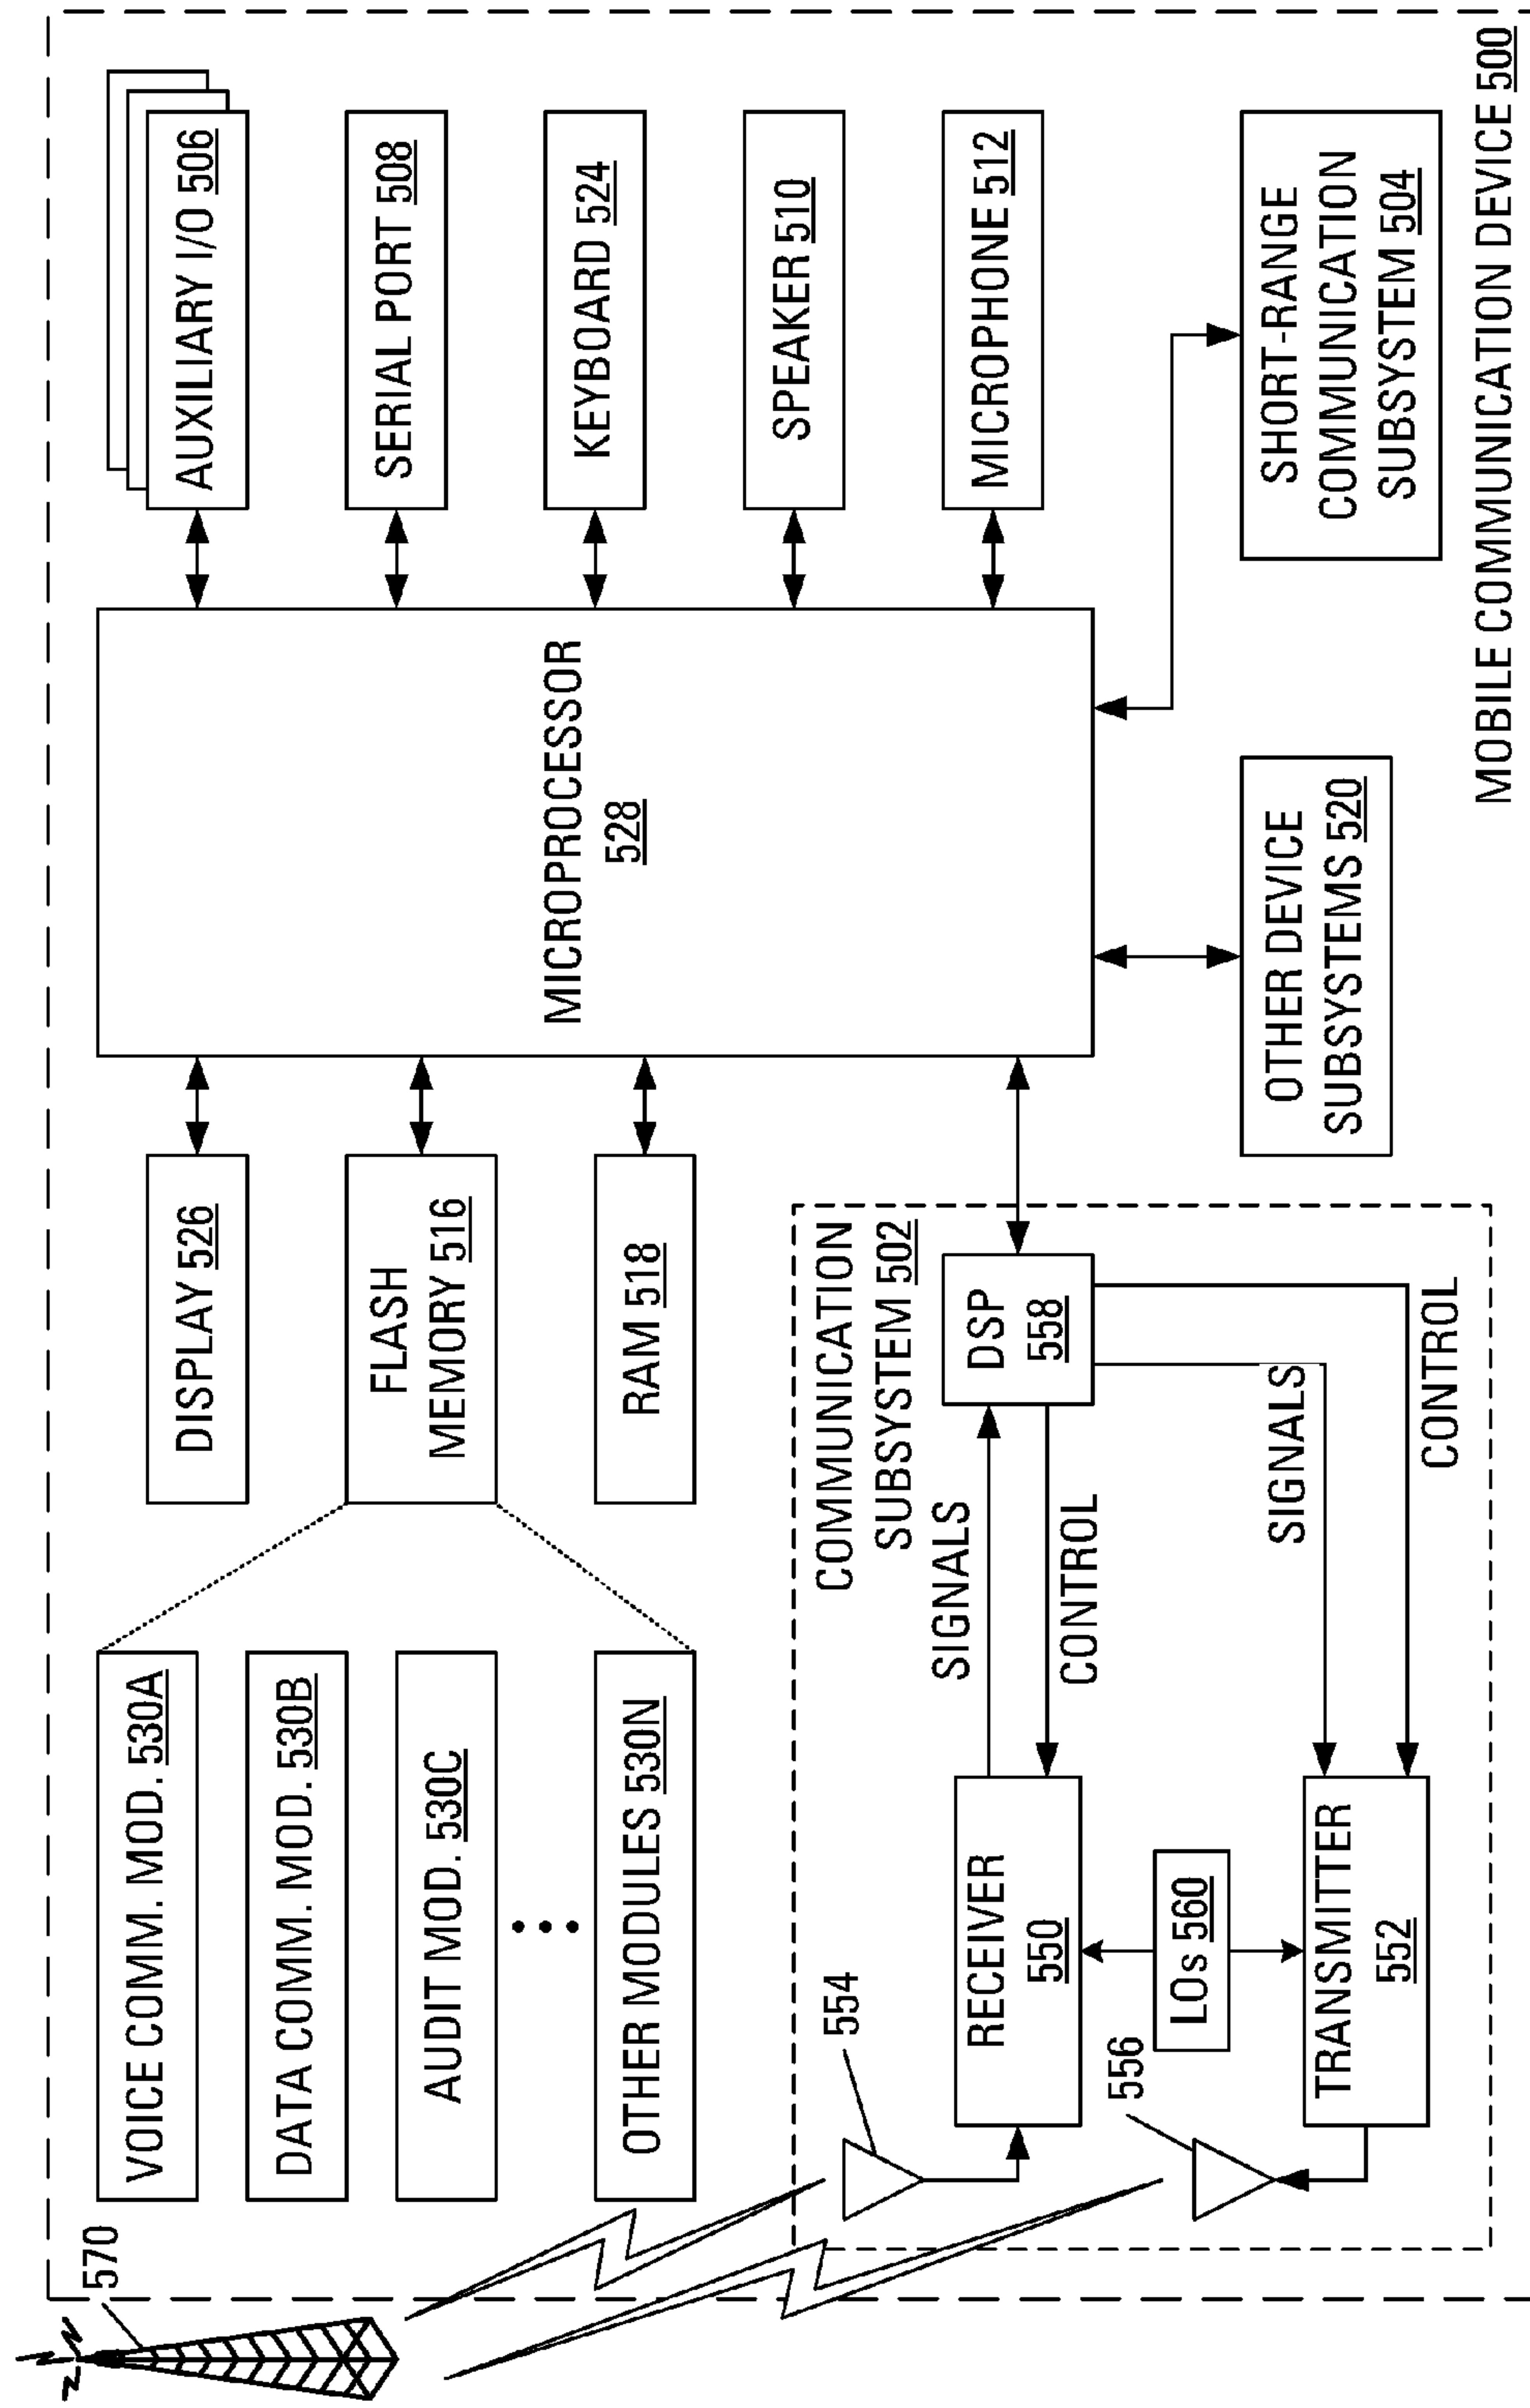 570
VOICE COMM. MOD. 530A
DATA COMM. MOD. 530B
AUDIT MOD. 530C
OTHER MODULES 530N
DISPLAY 526
FLASH
MEMORY 516
RAM 518
MICROPROCESSOR
528
AUXILIARY I/O 506
SERIAL PORT 508
KEYBOARD 524
SPEAKER 510
MICROPHONE 512
SHORT-RANGE
COMMUNICATION
SUBSYSTEM 504
OTHER DEVICE
SUBSYSTEMS 520
COMMUNICATION
SUBSYSTEM 502
DSP
558
SIGNALS
CONTROL
SIGNALS
CONTROL
554
RECEIVER
550
LOs 560
556
TRANSMITTER
552
MOBILE COMMUNICATION DEVICE 500